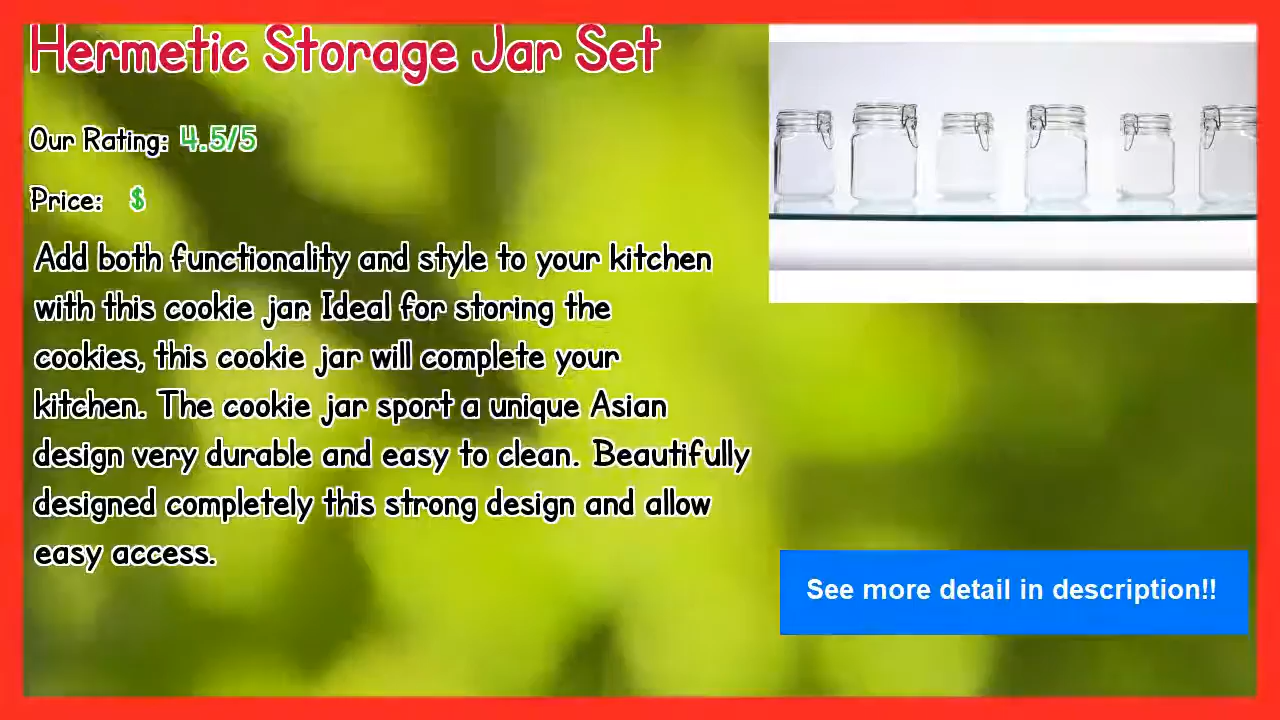 Hermetic Storage Jar Set
Our Rating: 4.5/5
Price: $
Add both functionality and style to your kitchen
with this cookie jar. Ideal for storing the
cookies, this cookie jar will complete your
kitchen. The cookie jar sport a unique Asian
design very durable and easy to clean. Beautifully
designed completely this strong design and allow
easy access.
See more detail in description!!